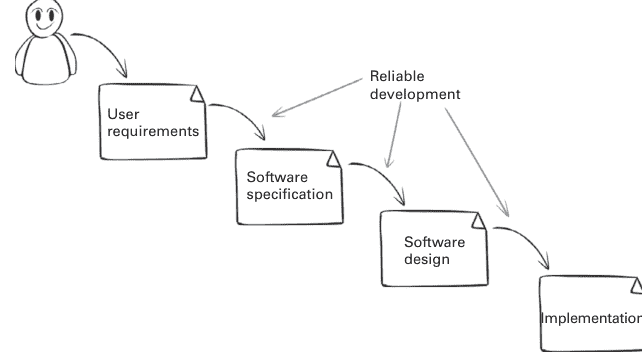 Reliable
development
User
requirements
Software
specification
Software
design
Implementation